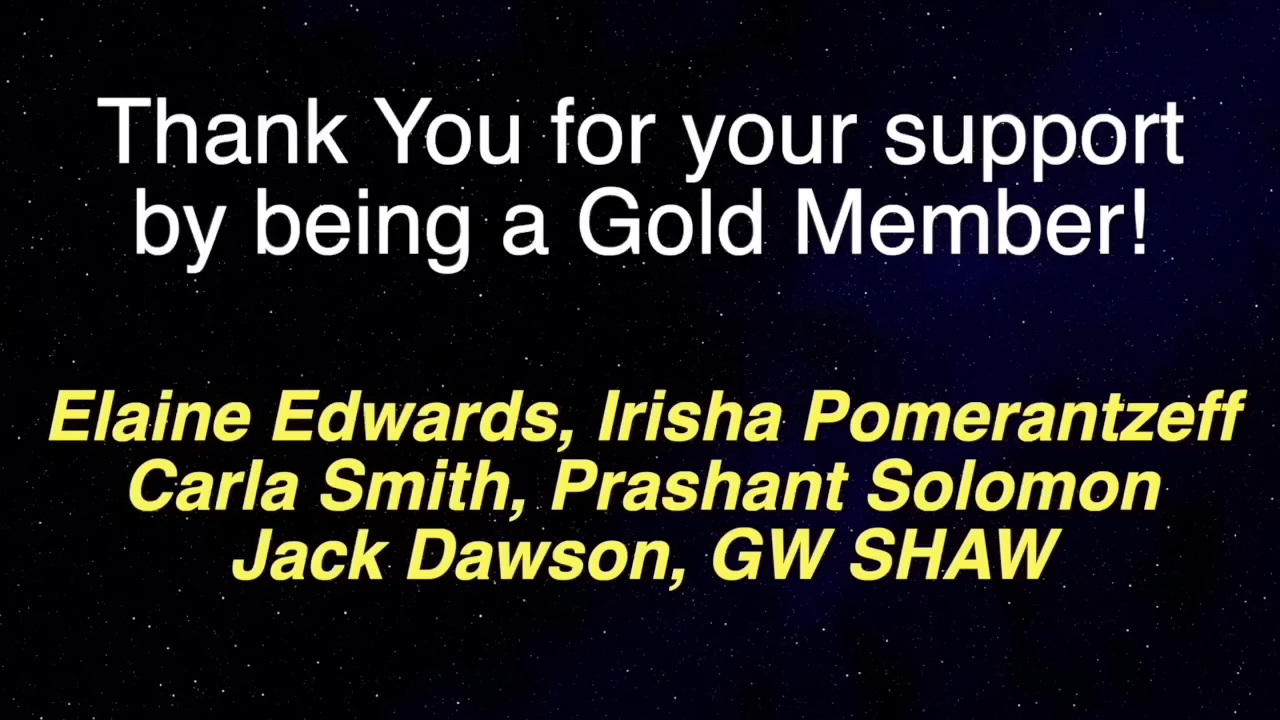 Thank You for your support
by being a Gold Member!
Elaine Edwards, Irisha Pomerantzeff
Carla Smith, Prashant Solomon
Jack Dawson, GW SHAW